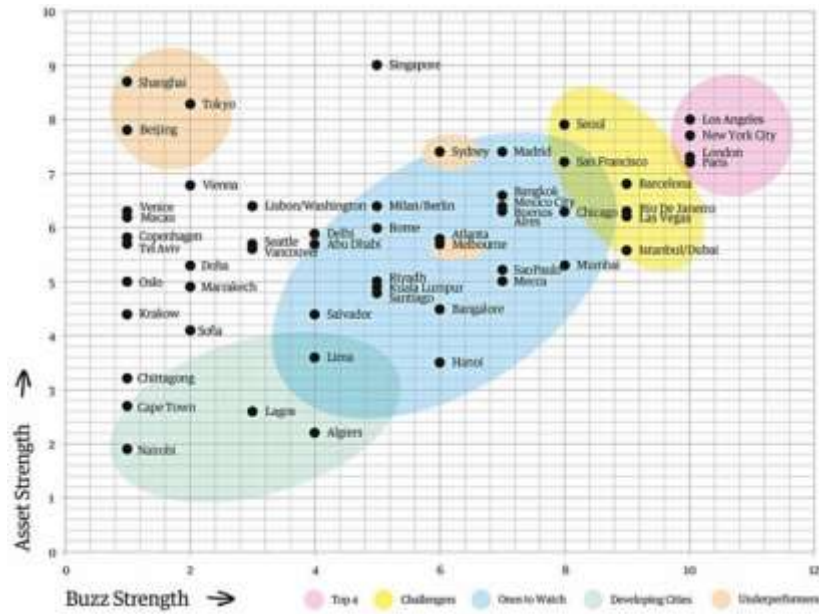 10
9
8
7
6
5
4
3
2
1
0
Singapore
Shanghai
Tokyo
Beijing
Seoul
Los Angeles
New York City
London
Paris
Sydney
Madrid
San Francisco
Vienna
Barcelona
Venice
Macau
Lisbon/Washington
Milan/Berlin
Bangkok
Mexico City
Buenos
Aires
Chicago
Rio De Janeiro
Las Vegas
Copenhagen
Tel Aviv
Seattle
Vancouver
Delhi
Abu Dhabi
Rome
Atlanta
Melbourne
Istanbul/Dubai
Doha
Oslo
Marrakech
Riyadh
Kuala Lumpur
Santiago
Sao Paulo
Mecca
Mumbai
Krakow
Sofia
Salvador
Bangalore
Lima
Hanoi
Chittagong
Cape Town
Lagos
Algiers
Nairobi
Asset Strength
0 2 4 6 8 10 12
Buzz Strength
Top 4
Challengers
Ones to Watch
Developing Cities
Underperformers